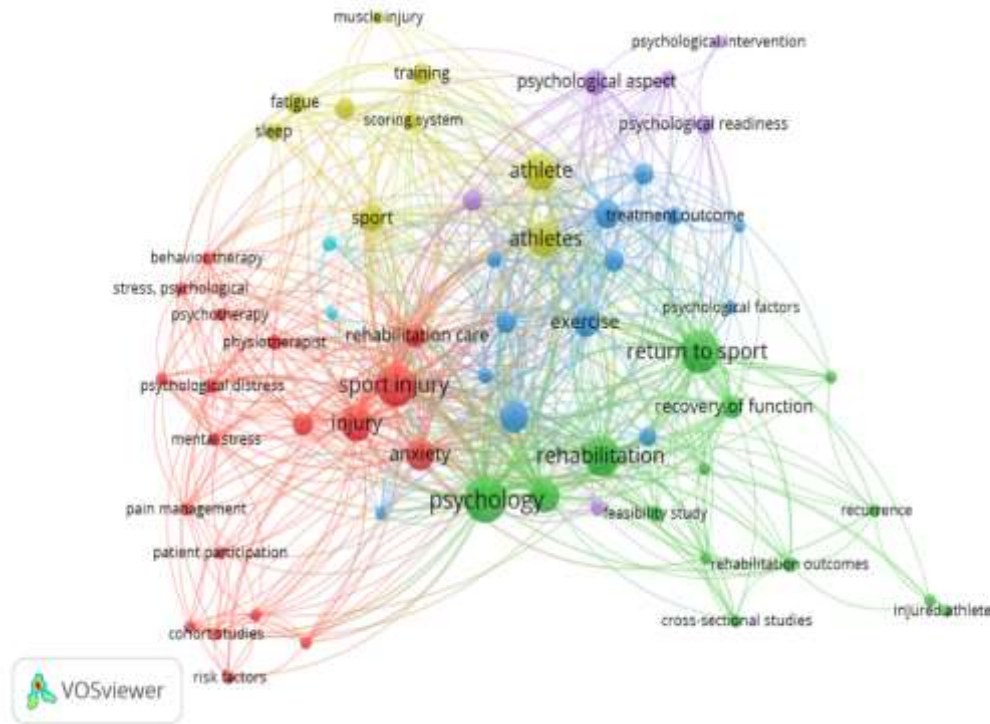 muscle injury
psychological intervention
training
psychological aspect
fatigue
scoring system
sleep
psychological readiness
athlete
sport
treatment outcome
athletes
behavior therapy
stress, psychological
psychological factors
psychotherapy
exercise
physiotherapist
rehabilitation care
return to sport
psychological distress
sport injury
recovery of function
injury
mental stress
anxiety
rehabilitation
psychology
pain management
feasibility study
recurrence
patient participation
rehabilitation outcomes
injured athlete
cross-sectional studies
cohort studies
risk factors
VOSviewer